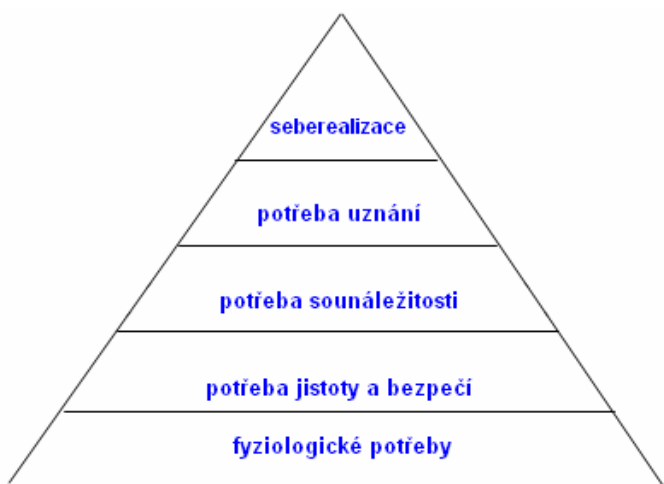 seberealizace
potřeba uznání
potřeba sounáležitosti
potřeba jistoty a bezpečí
fyziologické potřeby